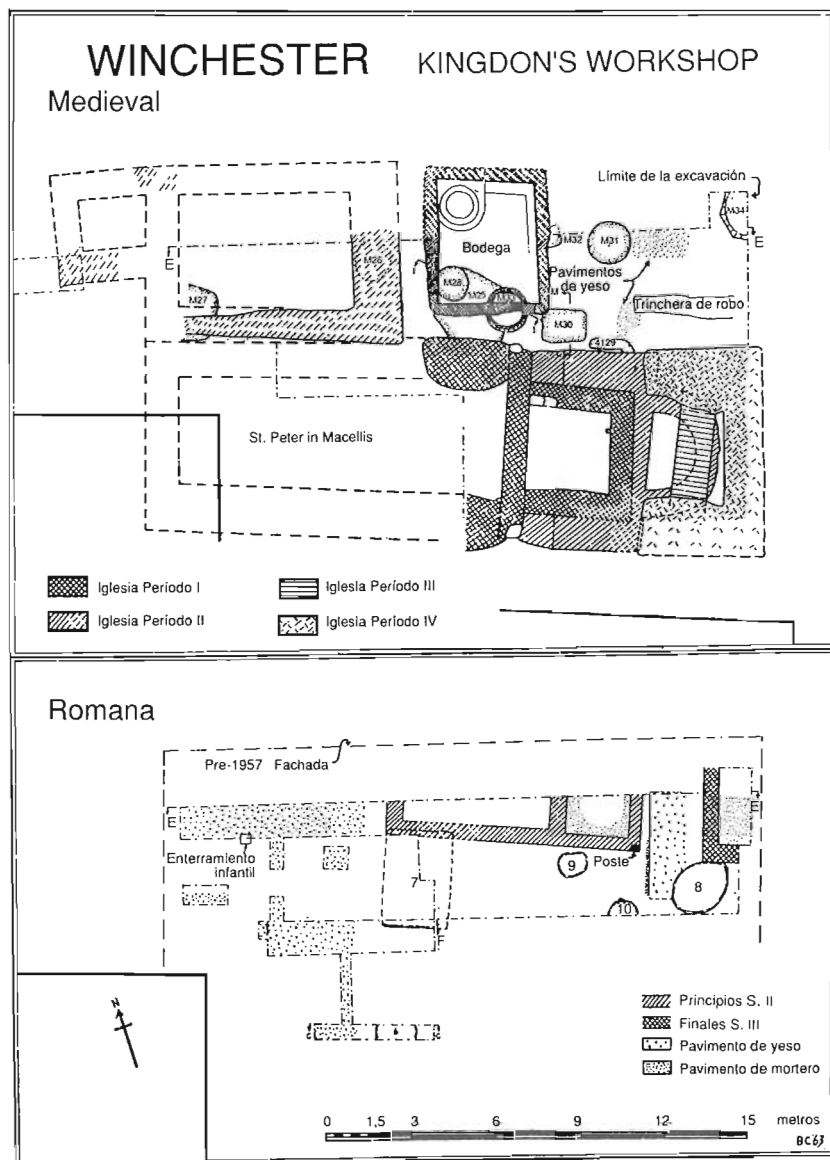 WINCHESTER KINGDON'S WORKSHOP
Medieval
Límite de la excavación
M34
E
M32
M31
E
M26
Bodega
Pavimentos
de yeso
M27
M28
M25
Trinchera de robo
M30
4129
St. Peter in Macellis
Iglesia Período I
Iglesia Período III
Iglesia Período II
Iglesia Período IV
Romana
Pre-1957 Fachada
E
E
Enterramiento
infantil
Poste
9
7
8
10
F
N
Principios S. II
Finales S. III
Pavimento de yeso
Pavimento de mortero
0 1,5 3 6 9 12 15 metros
BC'63